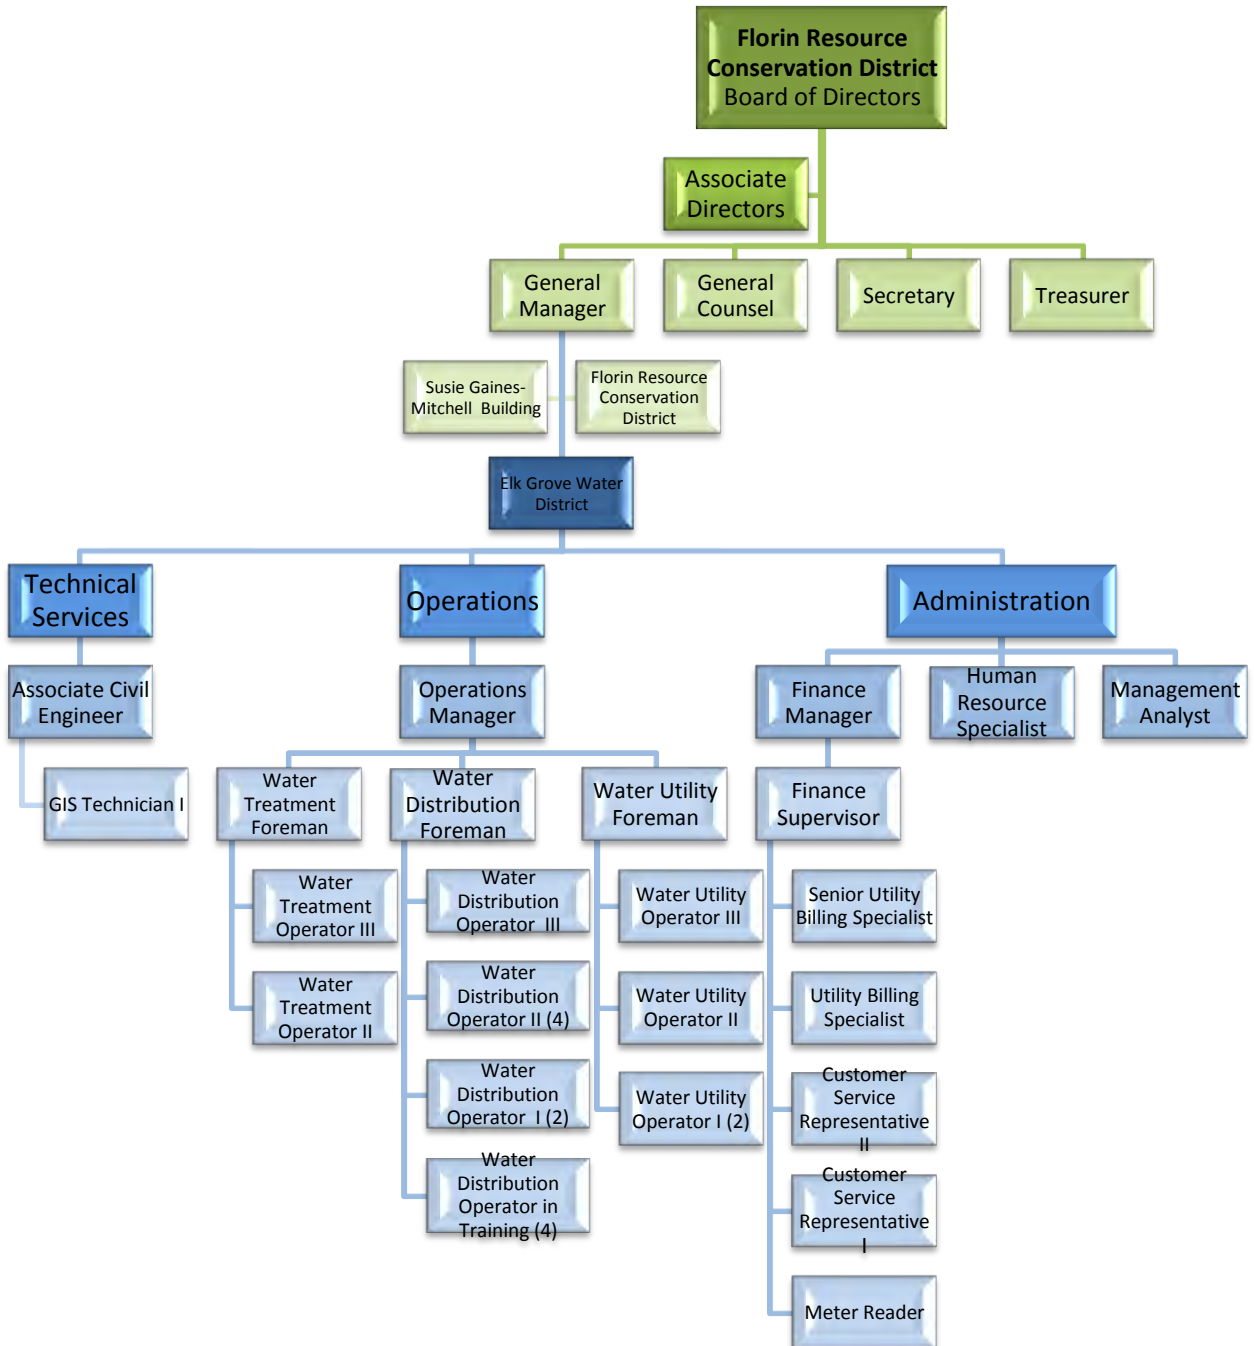 Florin Resource
Conservation District
Board of Directors
Associate
Directors
General
Manager
General
Counsel
Secretary
Treasurer
Susie Gaines-
Mitchell Building
Florin Resource
Conservation
District
Elk Grove Water
District
Technical
Services
Operations
Administration
Associate Civil
Engineer
Operations
Manager
Finance
Manager
Human
Resource
Specialist
Management
Analyst
GIS Technician I
Water
Treatment
Foreman
Water
Distribution
Foreman
Water Utility
Foreman
Finance
Supervisor
Water
Treatment
Operator III
Water
Distribution
Operator III
Water Utility
Operator III
Senior Utility
Billing Specialist
Water
Treatment
Operator II
Water
Distribution
Operator II (4)
Water Utility
Operator II
Utility Billing
Specialist
Water
Distribution
Operator I (2)
Water Utility
Operator I (2)
Customer
Service
Representative
II
Water
Distribution
Operator in
Training (4)
Customer
Service
Representative
I
Meter Reader